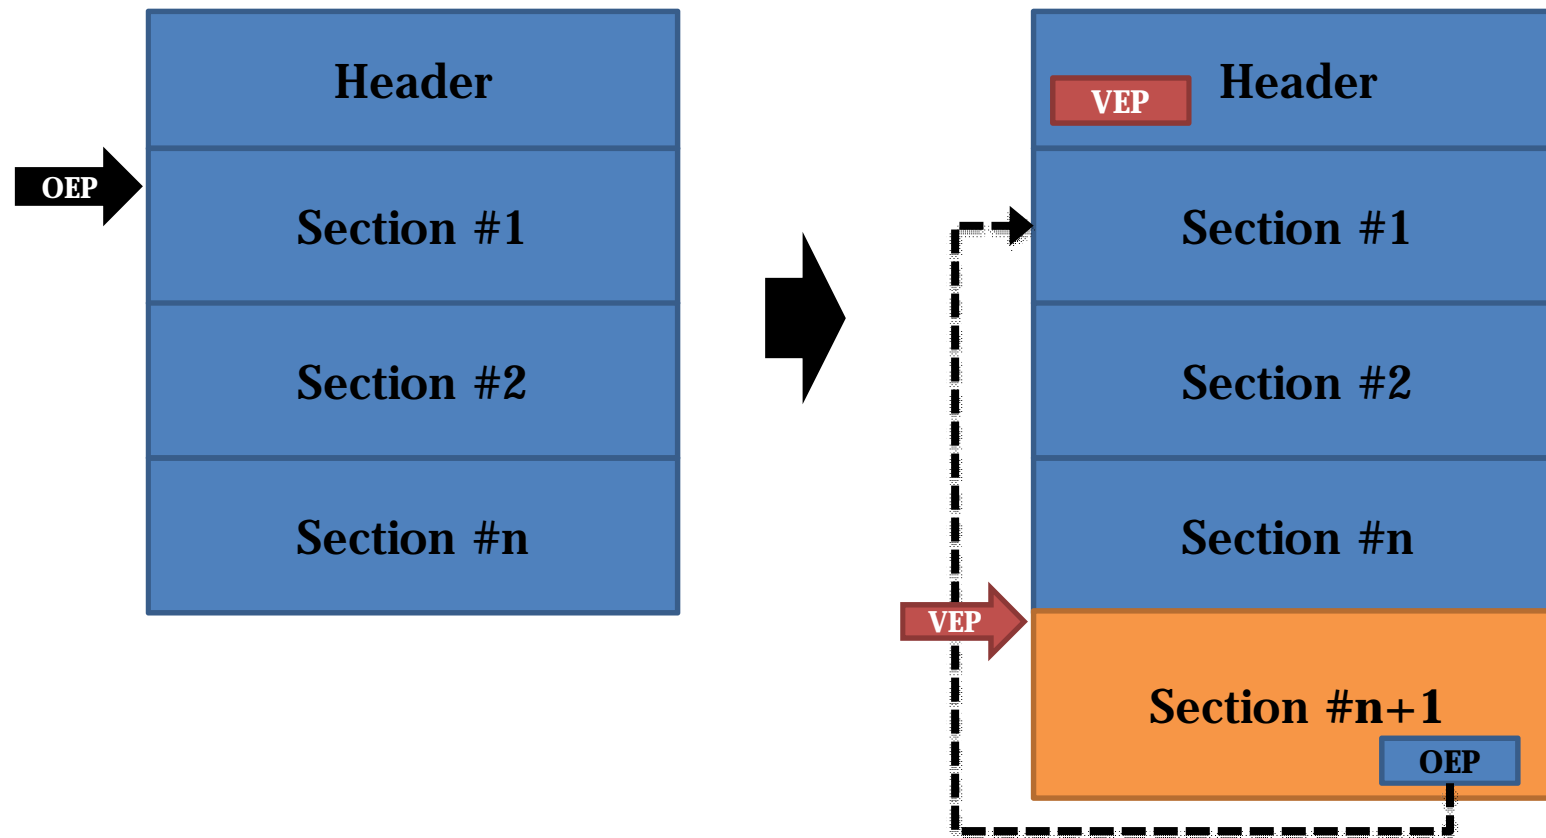 Header
OEP
Section #1
Section #2
Section #n
VEP
Header
Section #1
Section #2
Section #n
VEP
Section #n+1
OEP